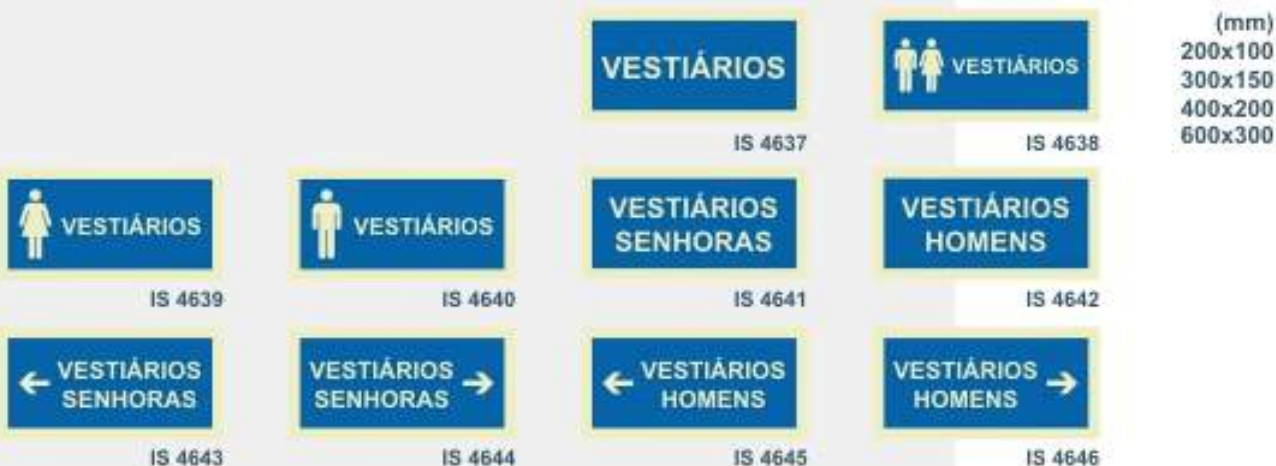 VESTIÁRIOS
IS 4637
VESTIÁRIOS
IS 4638
(mm)
200x100
300x150
400x200
600x300
VESTIÁRIOS
IS 4639
VESTIÁRIOS
IS 4640
VESTIÁRIOS
SENHORAS
IS 4641
VESTIÁRIOS
HOMENS
IS 4642
VESTIÁRIOS
SENHORAS
IS 4643
VESTIÁRIOS
SENHORAS
IS 4644
VESTIÁRIOS
HOMENS
IS 4645
VESTIÁRIOS
HOMENS
IS 4646